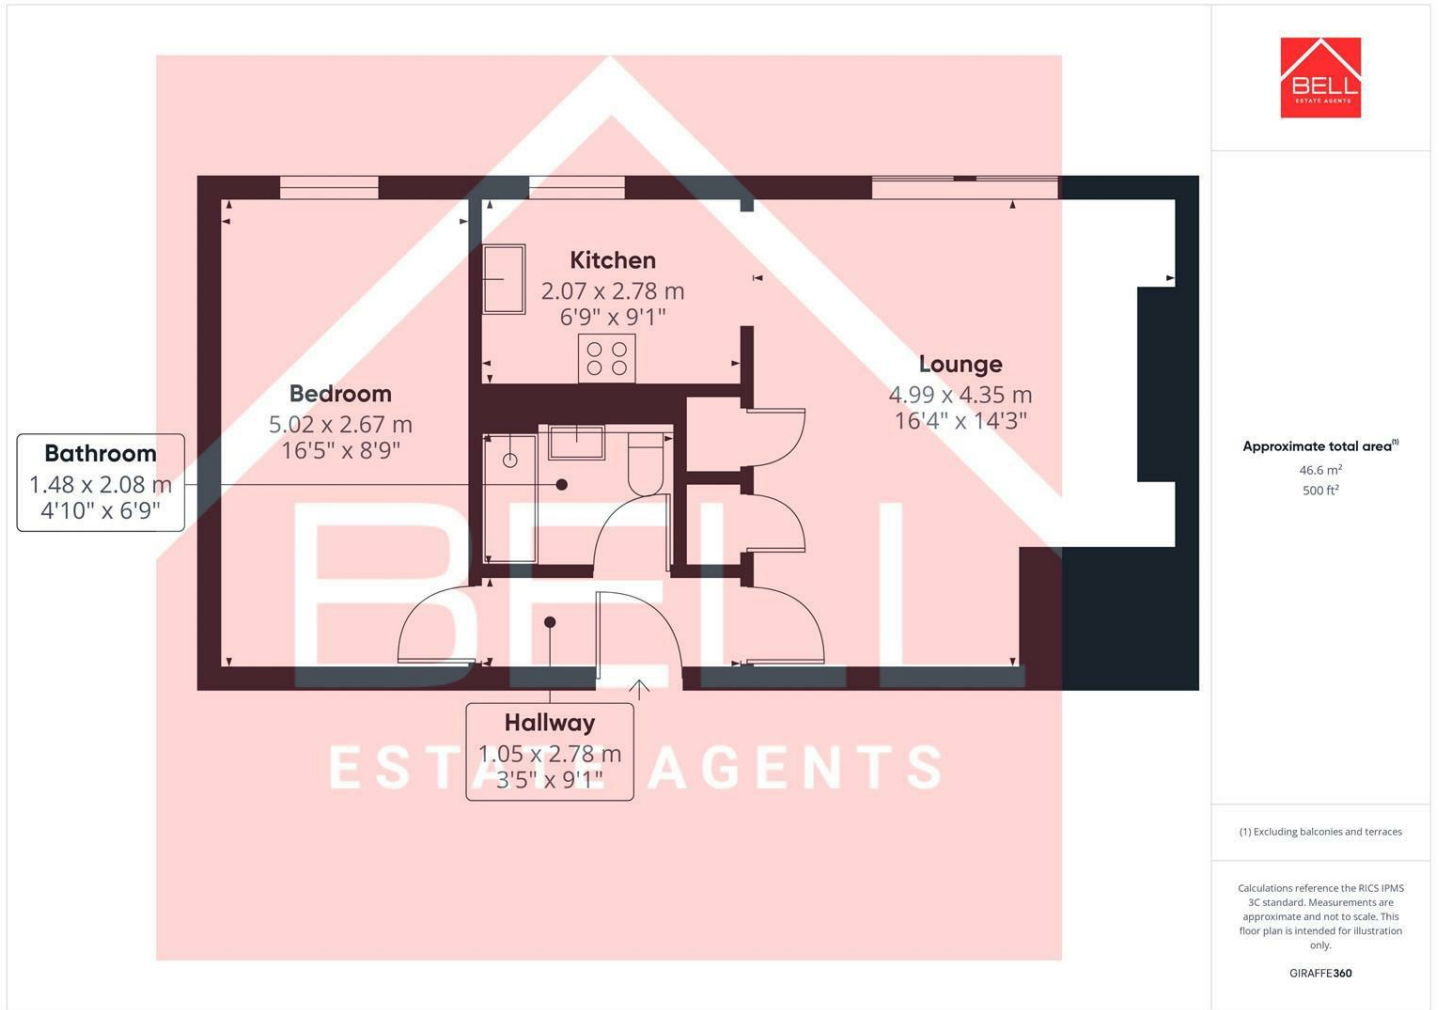 Kitchen
2.07 x 2.78 m
6'9" x 9'1"
Lounge
4.99 x 4.35 m
16'4" x 14'3"
Bedroom
5.02 x 2.67 m
16'5" x 8'9"
Bathroom
1.48 x 2.08 m
4'10" x 6'9"
Hallway
1.05 x 2.78 m
3'5" x 9'1"
BELL
ESTATE AGENTS
BELL
ESTATE AGENTS
Approximate total area⁽¹⁾
46.6 m²
500 ft²
(1) Excluding balconies and terraces
Calculations reference the RICS IPMS
3C standard. Measurements are
approximate and not to scale. This
floor plan is intended for illustration
only.
GIRAFFE360